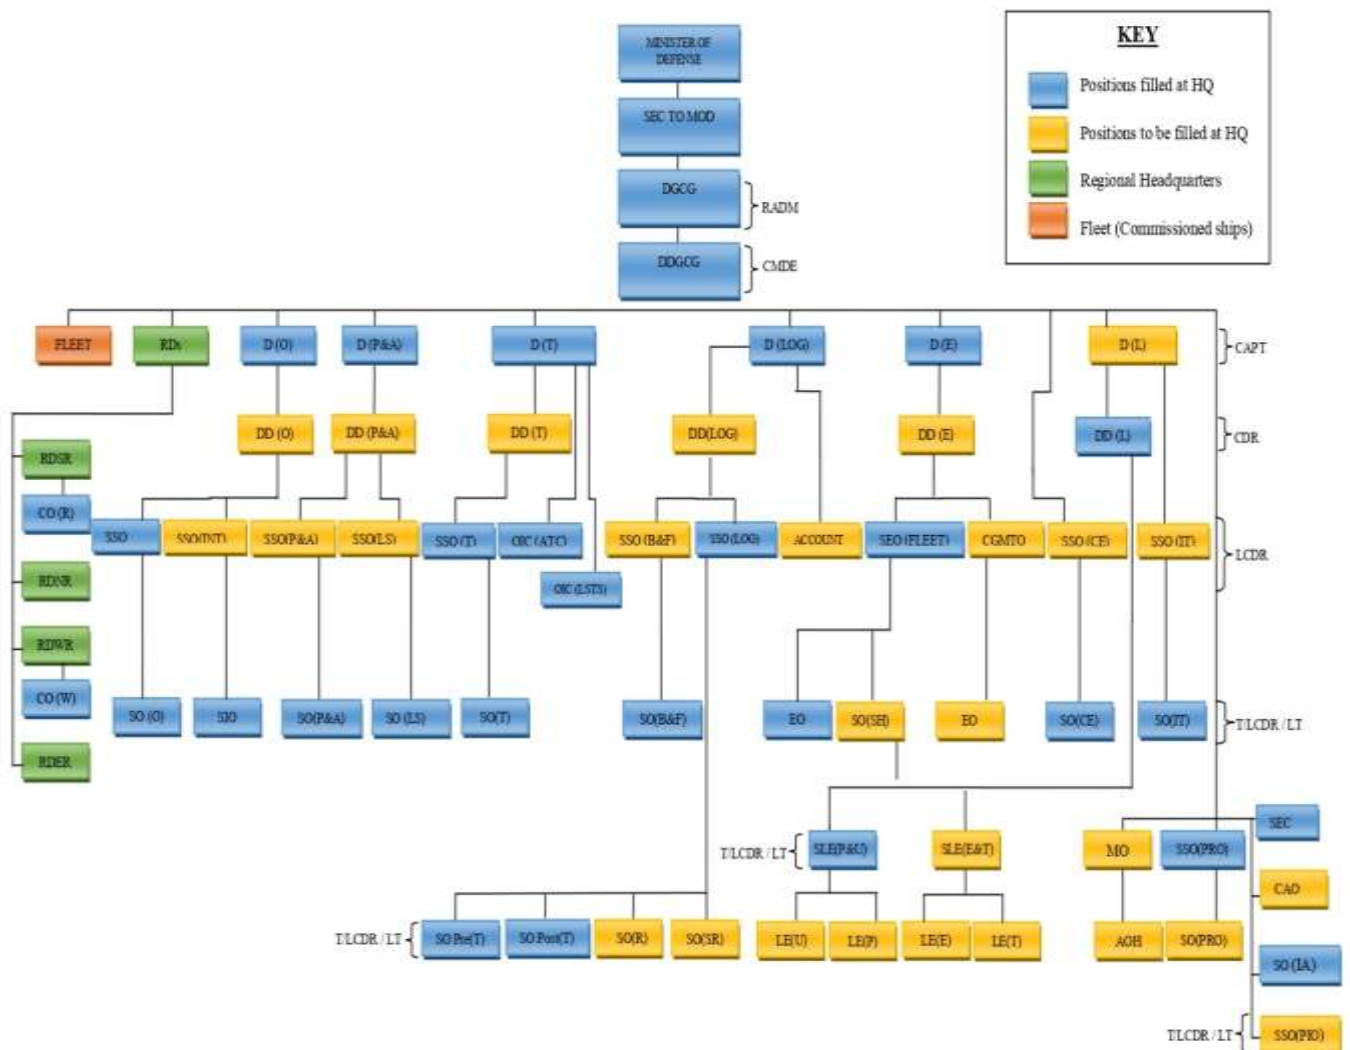 KEY
Positions filled at HQ
Positions to be filled at HQ
Regional Headquarters
Fleet (Commissioned ships)
MINISTER OF
DEFENSE
SEC TO MOD
DGCG
RADM
DDGCG
CMDE
FLEET
RDs
D (O)
D (P&A)
D (T)
D (LOG)
D (E)
D (L)
CAPT
DD (O)
DD (P&A)
DD (T)
DD(LOG)
DD (E)
DD (L)
CDR
RDSR
CO (R)
SSO
SSO(INT)
SSO(P&A)
SSO(LS)
SSO (T)
OIC (ATC)
SSO (B&F)
SSO (LOG)
ACCOUNT
SEO (FLEET)
CGMTO
SSO (CE)
SSO (IT)
LCDR
OIC (LSTS)
RDNR
RDWR
CO (W)
SO (O)
SIO
SO(P&A)
SO (LS)
SO(T)
SO(B&F)
EO
SO(SH)
EO
SO(CE)
SO(IT)
T/LCDR / LT
RDER
T/LCDR / LT
SLE(P&U)
SLE(E&T)
MO
SSO(PRO)
SEC
CAO
T/LCDR / LT
SO Pre(T)
SO Post(T)
SO(R)
SO(SR)
LE(U)
LE(P)
LE(E)
LE(T)
AOH
SO(PRO)
SO (IA)
T/LCDR / LT
SSO(PIO)